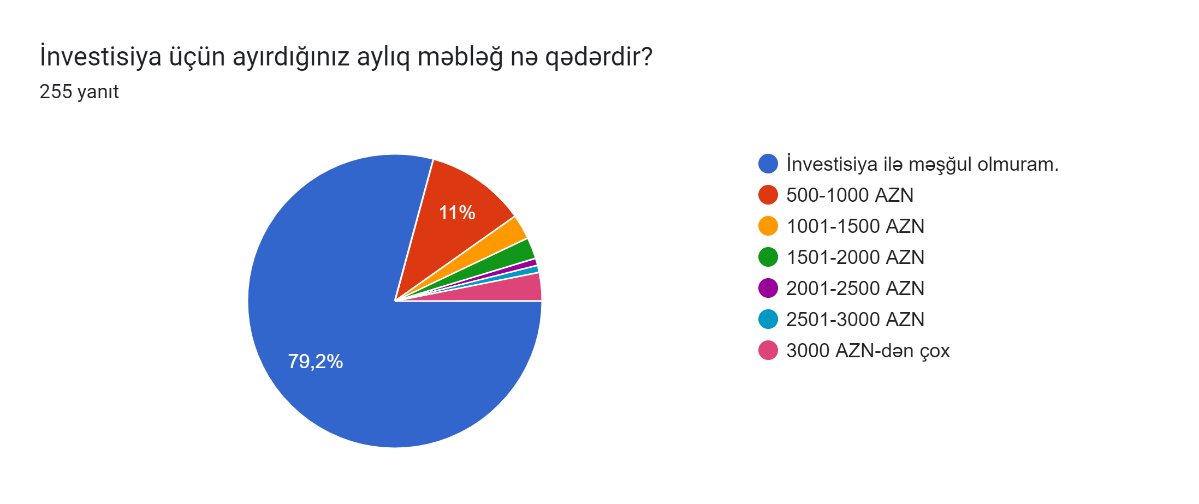 İnvestisiya üçün ayırdığınız aylıq məbləğ nə qədərdir?
255 yanıt
11%
79,2%
İnvestisiya ilə məşğul olmuram.
500-1000 AZN
1001-1500 AZN
1501-2000 AZN
2001-2500 AZN
2501-3000 AZN
3000 AZN-dən çox